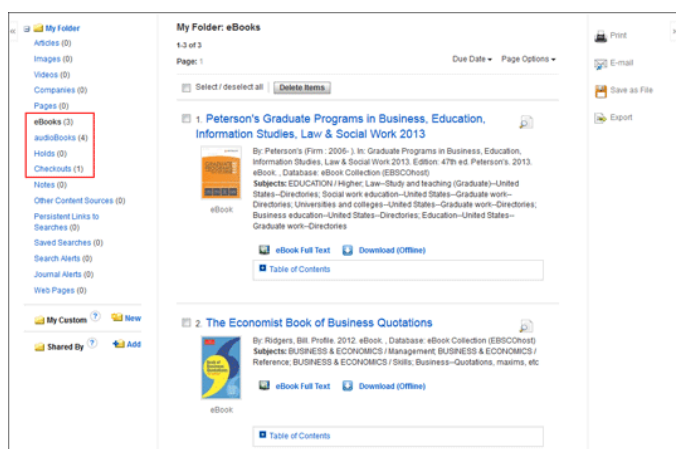 «
My Folder
Articles (0)
Images (0)
Videos (0)
Companies (0)
Pages (0)
eBooks (3)
audioBooks (4)
Holds (0)
Checkouts (1)
Notes (0)
Other Content Sources (0)
Persistent Links to
Searches (0)
Saved Searches (0)
Search Alerts (0)
Journal Alerts (0)
Web Pages (0)
My Custom ? New
Shared By ? Add
My Folder: eBooks
1-3 of 3
Page: 1
Due Date Page Options
Select / deselect all Delete Items
1. Peterson's Graduate Programs in Business, Education,
Information Studies, Law & Social Work 2013
By: Peterson's (Firm : 2006- ). In: Graduate Programs in Business, Education,
Information Studies, Law & Social Work 2013. Edition: 47th ed. Peterson's. 2013.
eBook. , Database: eBook Collection (EBSCOhost)
Subjects: EDUCATION / Higher; Law--Study and teaching (Graduate)--United
States--Directories; Social work education--United States--Graduate work--
Directories; Universities and colleges--United States--Graduate work--Directories;
Business education--United States--Directories; Education--United States--
Graduate work--Directories
eBook
eBook Full Text Download (Offline)
Table of Contents
2. The Economist Book of Business Quotations
By: Ridgers, Bill. Profile. 2012. eBook. , Database: eBook Collection (EBSCOhost)
Subjects: BUSINESS & ECONOMICS / Management; BUSINESS & ECONOMICS /
Reference; BUSINESS & ECONOMICS / Skills; Business--Quotations, maxims, etc
eBook
eBook Full Text Download (Offline)
Table of Contents
Print
E-mail
Save as File
Export